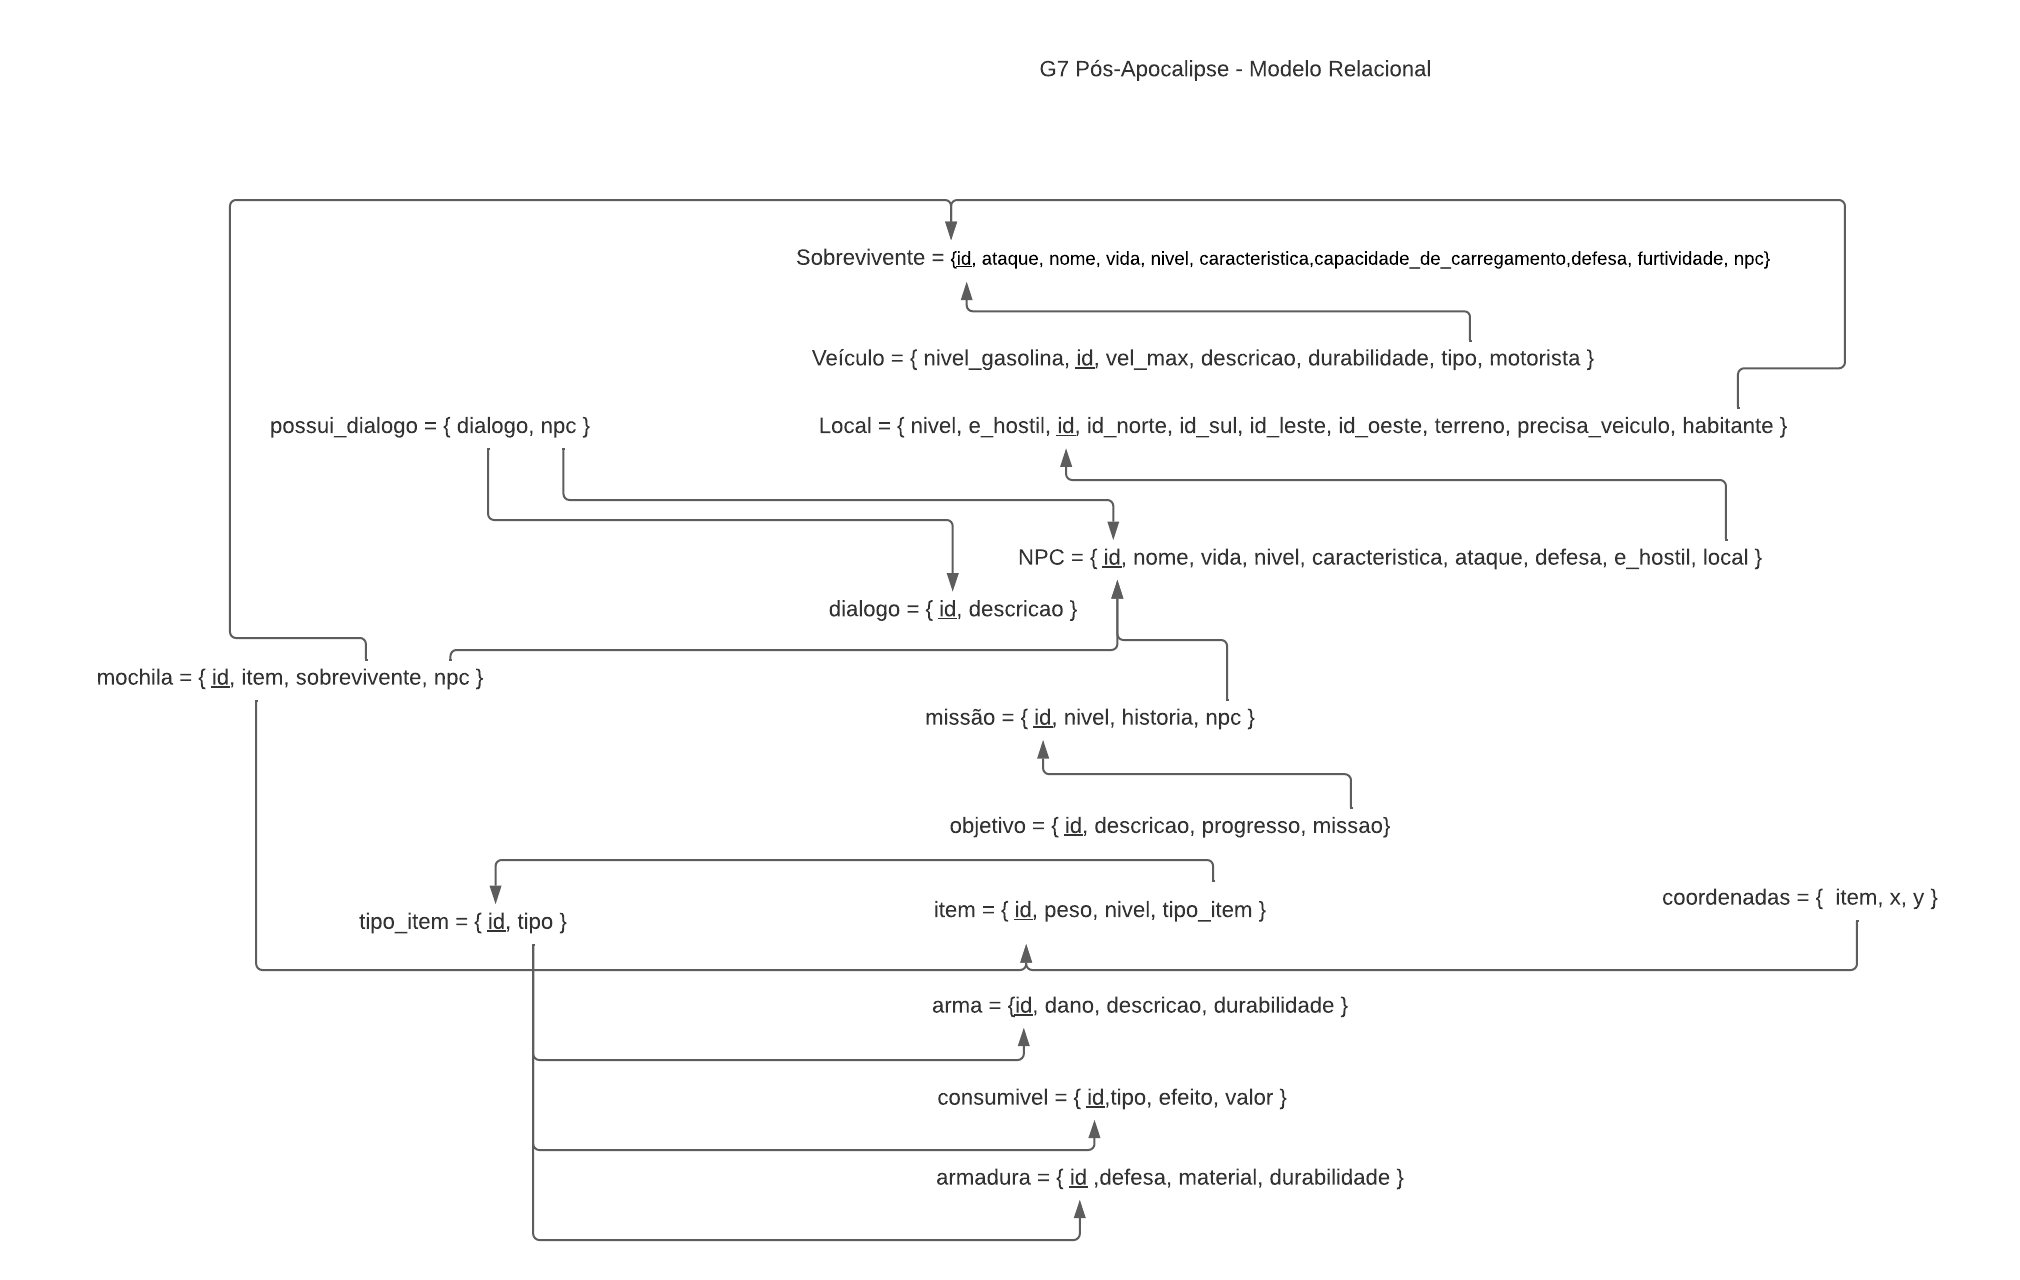 G7 Pós-Apocalipse - Modelo Relacional
Sobrevivente = {id, ataque, nome, vida, nivel, caracteristica,capacidade_de_carregamento,defesa, furtividade, npc}
Veículo = { nivel_gasolina, id, vel_max, descricao, durabilidade, tipo, motorista }
possui_dialogo = { dialogo, npc }
Local = { nivel, e_hostil, id, id_norte, id_sul, id_leste, id_oeste, terreno, precisa_veiculo, habitante }
NPC = { id, nome, vida, nivel, caracteristica, ataque, defesa, e_hostil, local }
dialogo = { id, descricao }
mochila = { id, item, sobrevivente, npc }
missão = { id, nivel, historia, npc }
objetivo = { id, descricao, progresso, missao}
tipo_item = { id, tipo }
item = { id, peso, nivel, tipo_item }
coordenadas = {  item, x, y }
arma = {id, dano, descricao, durabilidade }
consumivel = { id,tipo, efeito, valor }
armadura = { id ,defesa, material, durabilidade }